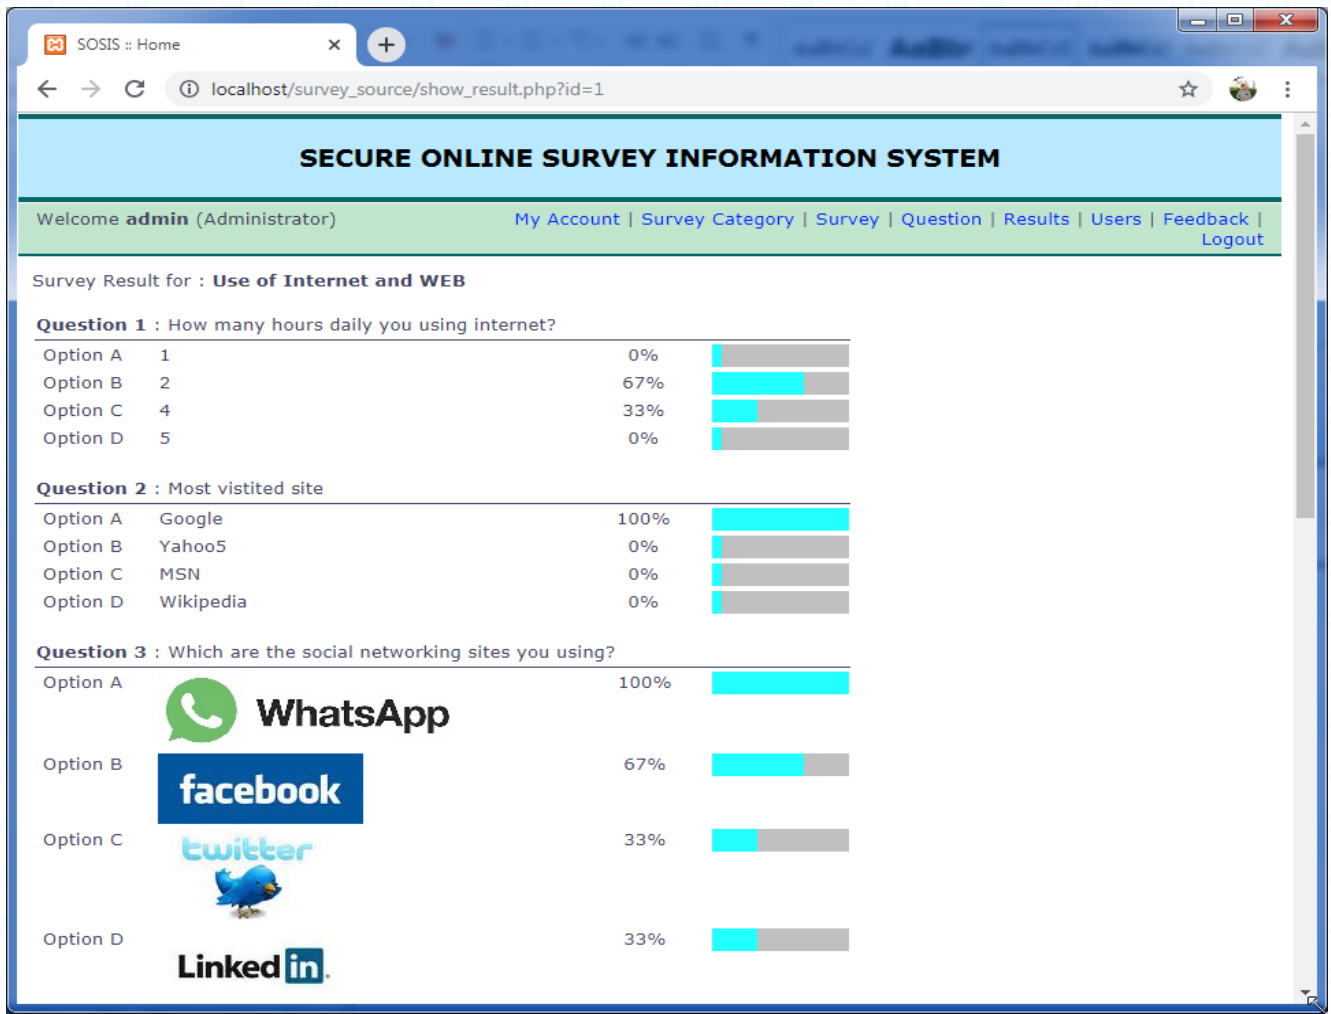 SOSIS :: Home
localhost/survey_source/show_result.php?id=1
SECURE ONLINE SURVEY INFORMATION SYSTEM
Welcome admin (Administrator) My Account | Survey Category | Survey | Question | Results | Users | Feedback |
Logout
Survey Result for : Use of Internet and WEB
Question 1 : How many hours daily you using internet?
Option A 1 0%
Option B 2 67%
Option C 4 33%
Option D 5 0%
Question 2 : Most vistited site
Option A Google 100%
Option B Yahoo5 0%
Option C MSN 0%
Option D Wikipedia 0%
Question 3 : Which are the social networking sites you using?
Option A WhatsApp 100%
Option B facebook 67%
Option C twitter 33%
Option D Linked in. 33%